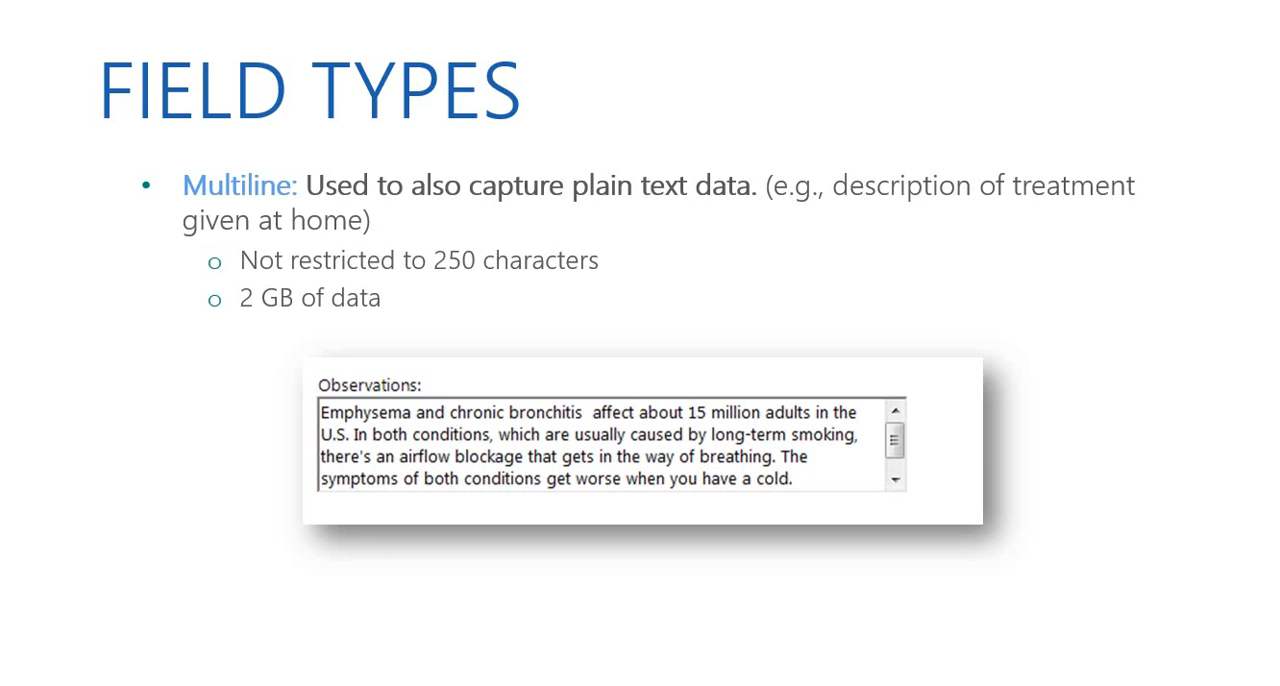 FIELD TYPES
• Multiline: Used to also capture plain text data. (e.g., description of treatment
given at home)
o Not restricted to 250 characters
o 2 GB of data
Observations:
Emphysema and chronic bronchitis  affect about 15 million adults in the
U.S. In both conditions, which are usually caused by long-term smoking,
there's an airflow blockage that gets in the way of breathing. The
symptoms of both conditions get worse when you have a cold.